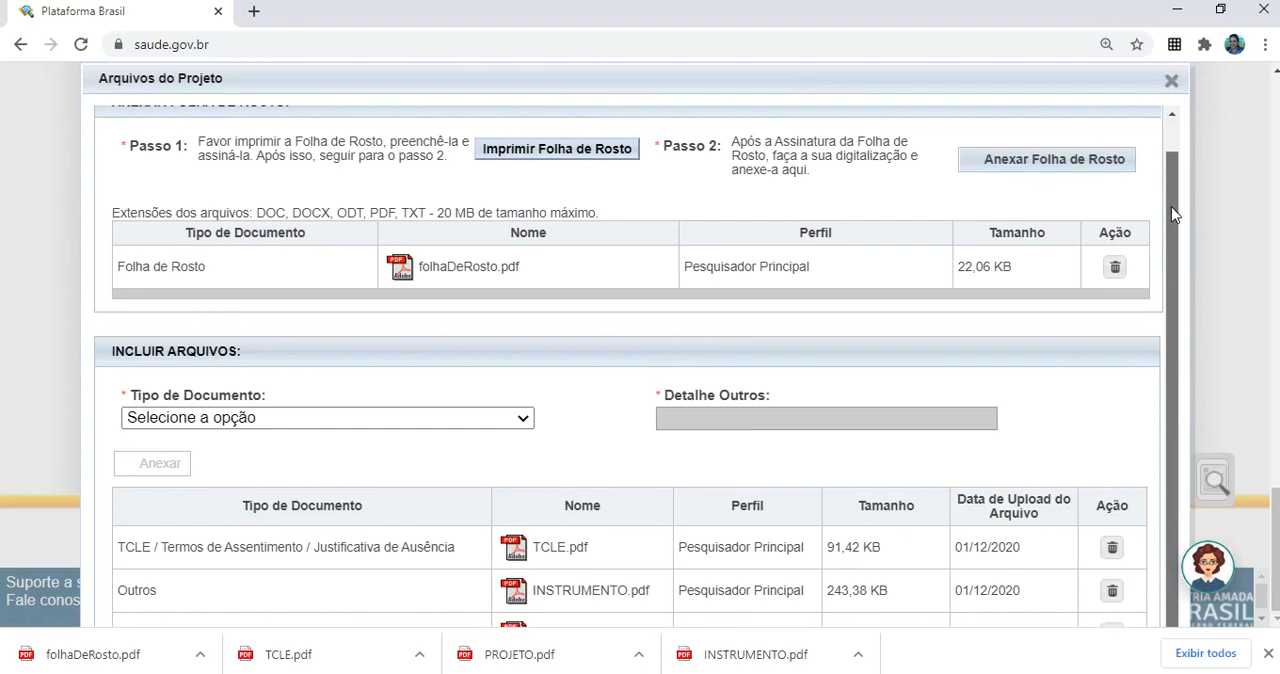 Plataforma Brasil
saude.gov.br
Arquivos do Projeto
ANEXAR FOLHA DE ROSTO:
* Passo 1:
Favor imprimir a Folha de Rosto, preenchê-la e
assiná-la. Após isso, seguir para o passo 2.
Imprimir Folha de Rosto
* Passo 2:
Após a Assinatura da Folha de
Rosto, faça a sua digitalização e
anexe-a aqui.
Anexar Folha de Rosto
Extensões dos arquivos: DOC, DOCX, ODT, PDF, TXT - 20 MB de tamanho máximo.
Tipo de Documento Nome Perfil Tamanho Ação
Folha de Rosto folhaDeRosto.pdf Pesquisador Principal 22,06 KB
INCLUIR ARQUIVOS:
* Tipo de Documento: * Detalhe Outros:
Selecione a opção
Anexar
Tipo de Documento Nome Perfil Tamanho Data de Upload do
Arquivo Ação
TCLE / Termos de Assentimento / Justificativa de Ausência TCLE.pdf Pesquisador Principal 91,42 KB 01/12/2020
Outros INSTRUMENTO.pdf Pesquisador Principal 243,38 KB 01/12/2020
Suporte a s
Fale conos
TRIA AMADA
RASIL
folhaDeRosto.pdf TCLE.pdf PROJETO.pdf INSTRUMENTO.pdf Exibir todos